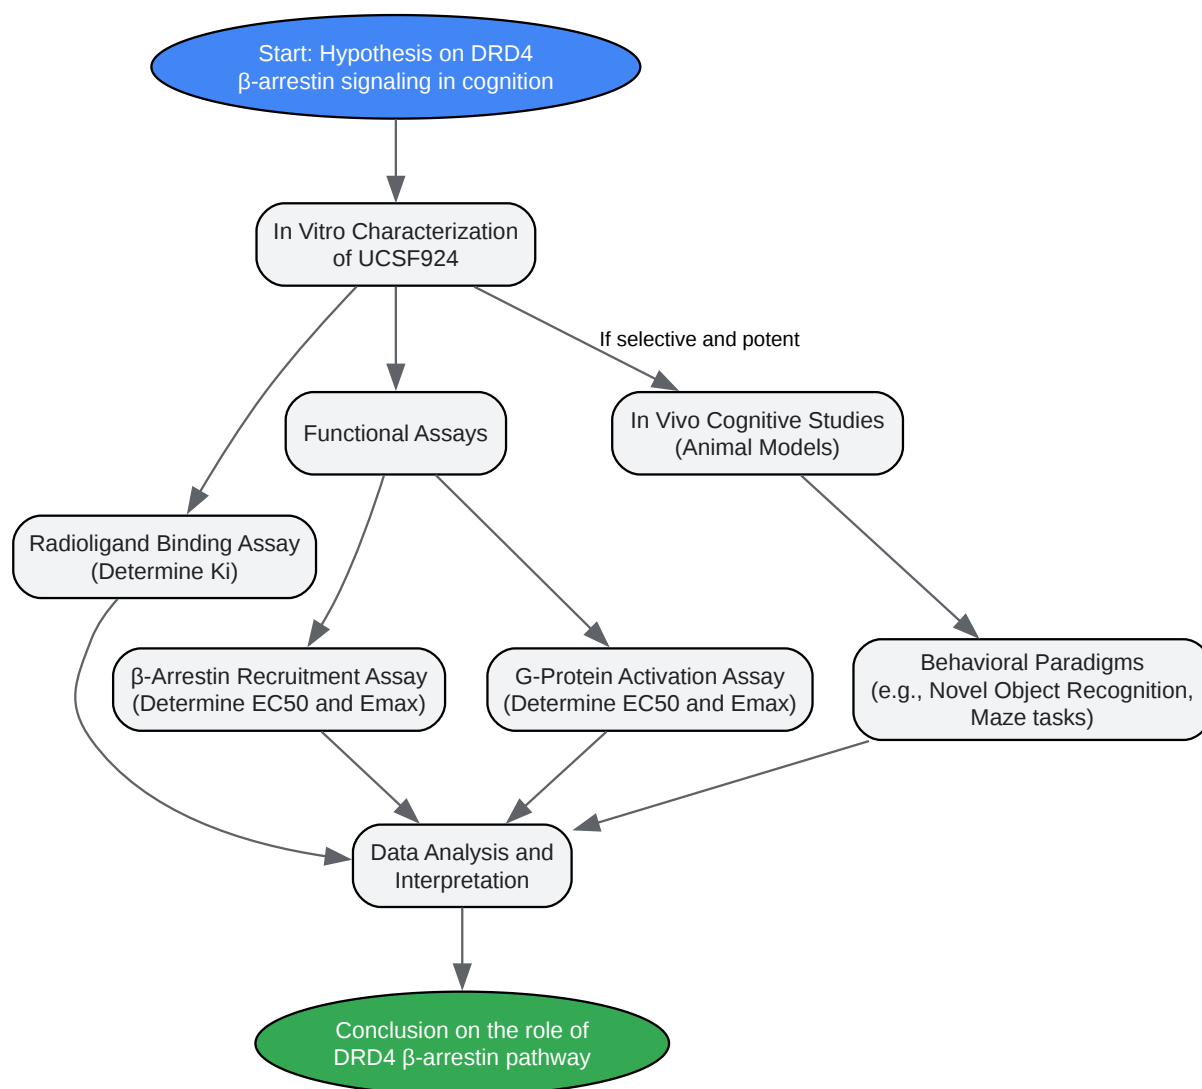 Start: Hypothesis on DRD4
β-arrestin signaling in cognition
In Vitro Characterization
of UCSF924
If selective and potent
Functional Assays
In Vivo Cognitive Studies
(Animal Models)
Radioligand Binding Assay
(Determine Ki)
β-Arrestin Recruitment Assay
(Determine EC50 and Emax)
G-Protein Activation Assay
(Determine EC50 and Emax)
Behavioral Paradigms
(e.g., Novel Object Recognition,
Maze tasks)
Data Analysis and
Interpretation
Conclusion on the role of
DRD4 β-arrestin pathway